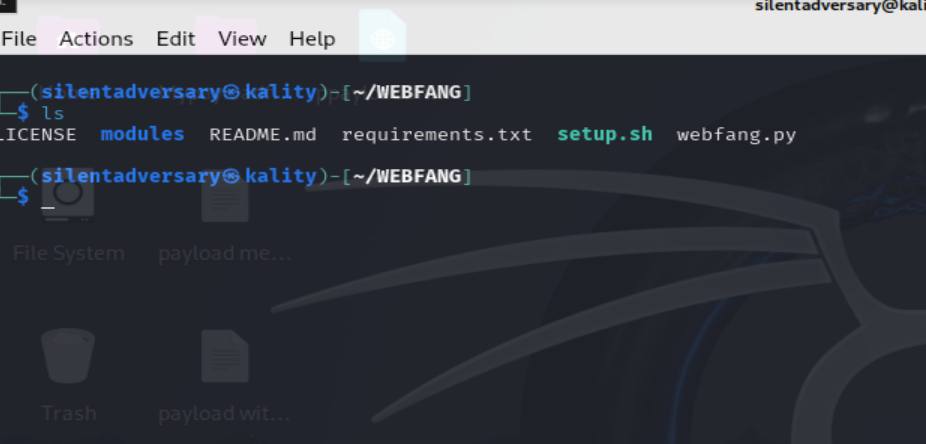 silentadversary@kali
File Actions Edit View Help
(silentadversary㉿kality)-[~/WEBFANG]
$ ls
LICENSE modules README.md requirements.txt setup.sh webfang.py
(silentadversary㉿kality)-[~/WEBFANG]
$ _
File System payload me...
Trash payload wit...